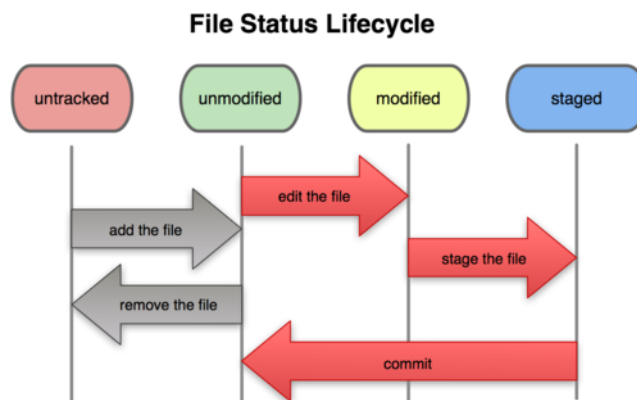 File Status Lifecycle
untracked
unmodified
modified
staged
edit the file
add the file
stage the file
remove the file
commit